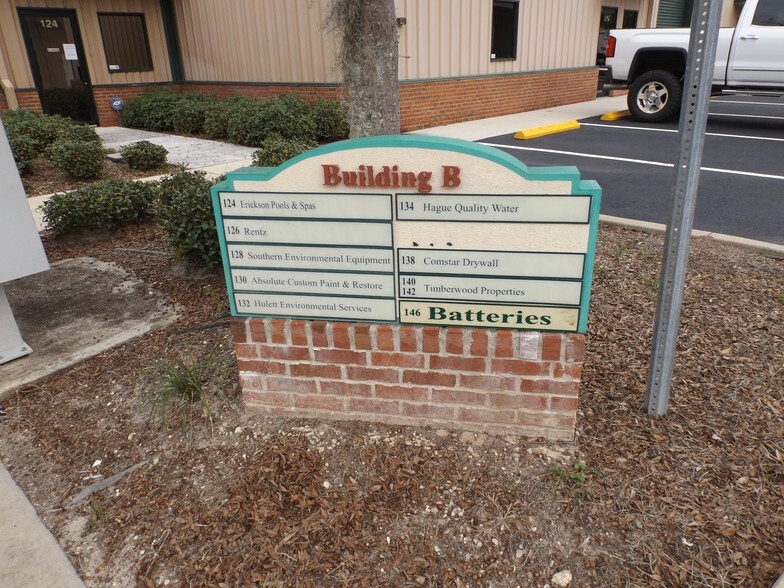 124
Building B
124 Erickson Pools & Spas
126 Rentz
128 Southern Environmental Equipment
130 Absolute Custom Paint & Restore
132 Hulett Environmental Services
134 Hague Quality Water
138 Comstar Drywall
140
142 Timberwood Properties
146 Batteries
ADT